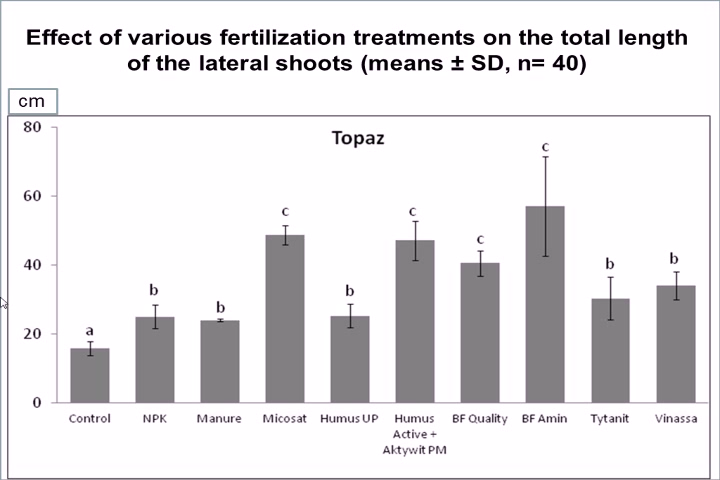 Effect of various fertilization treatments on the total length
of the lateral shoots (means ± SD, n= 40)
cm
Topaz
80
60
40
20
0
a
b
b
c
b
c
c
c
b
b
Control
NPK
Manure
Micosat
Humus UP
Humus
Active +
Aktywit PM
BF Quality
BF Amin
Tytanit
Vinassa